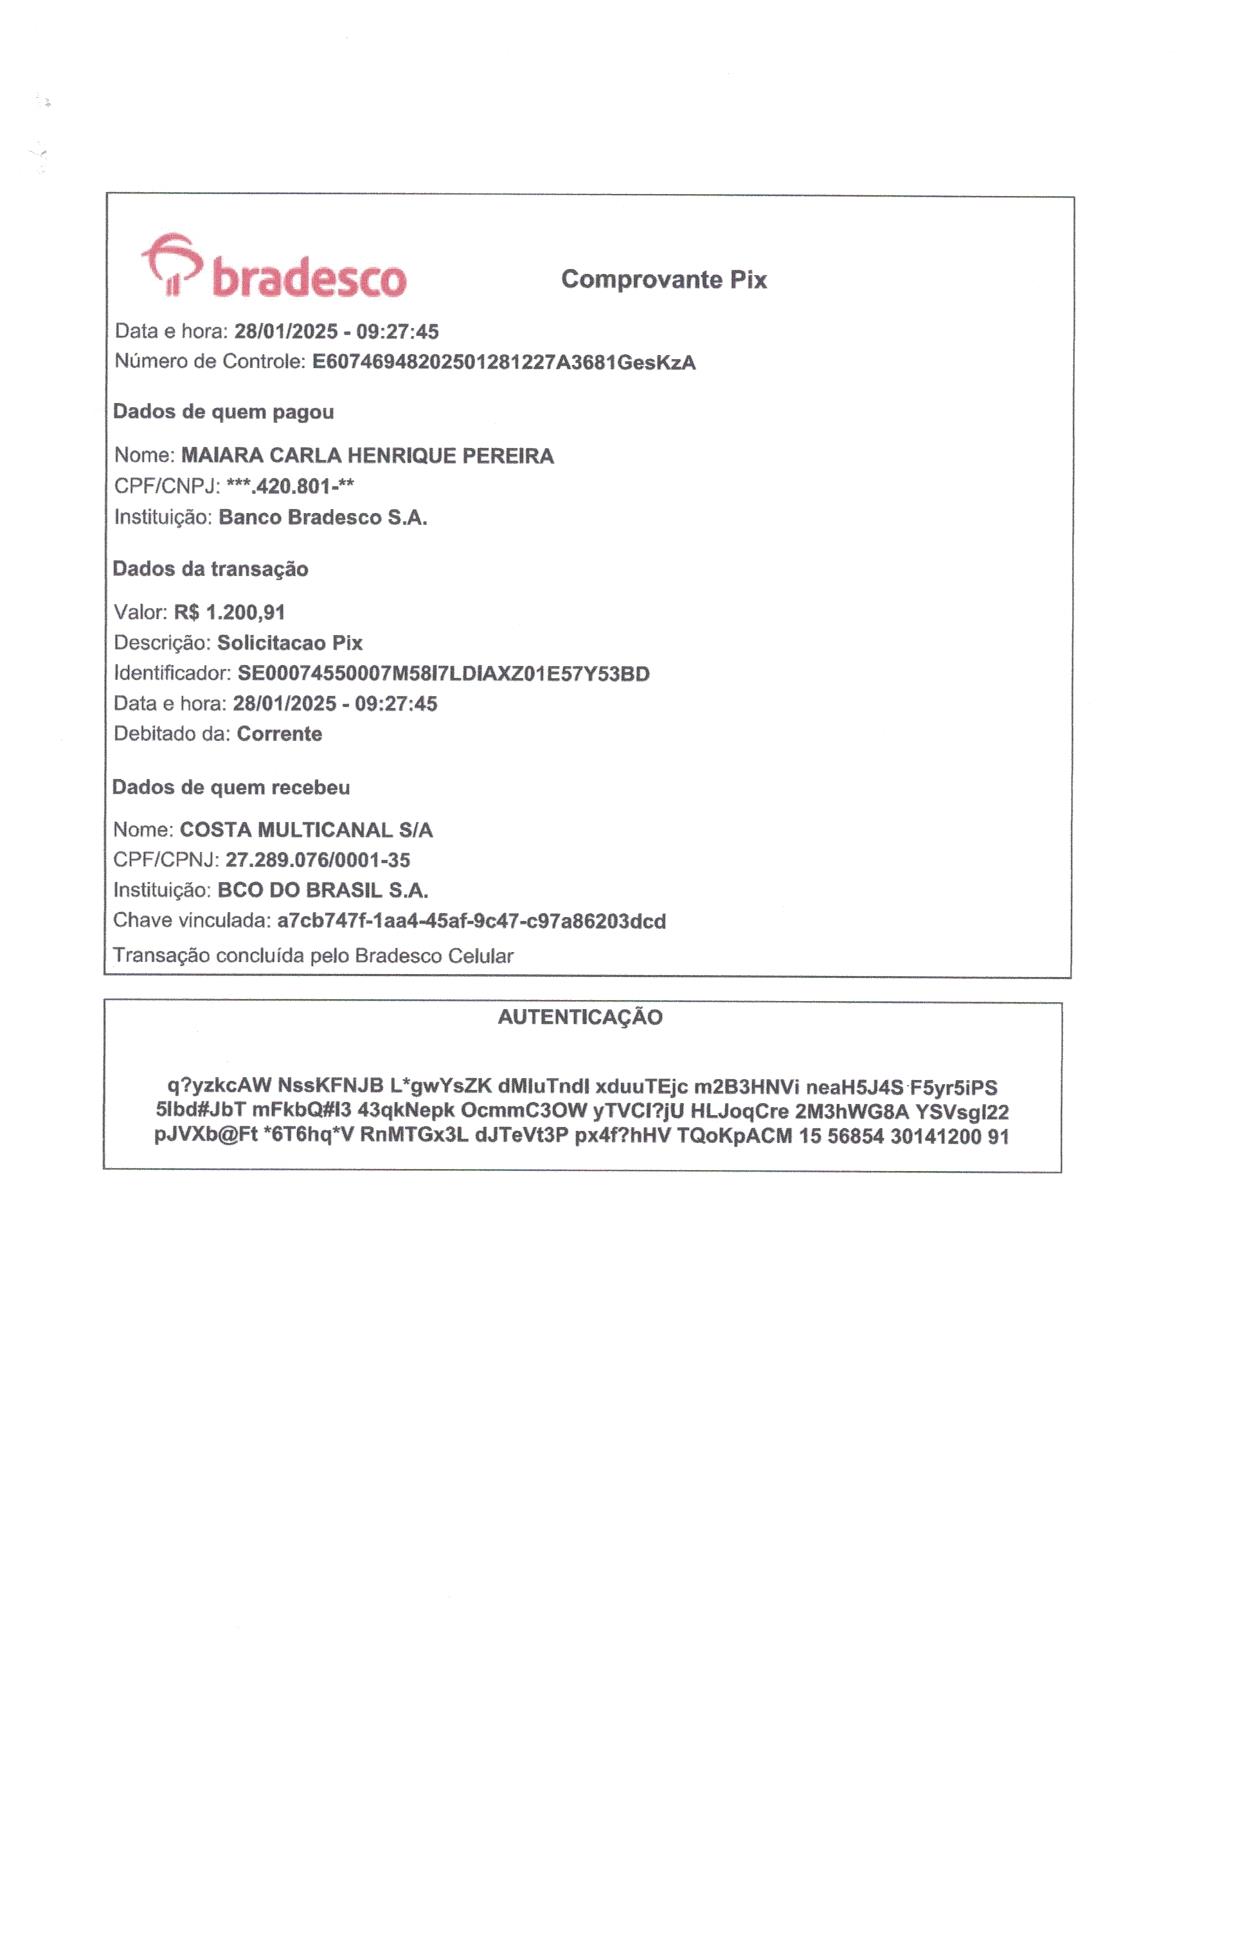 bradesco
Comprovante Pix
Data e hora: 28/01/2025 - 09:27:45
Número de Controle: E60746948202501281227A3681GesKzA
Dados de quem pagou
Nome: MAIARA CARLA HENRIQUE PEREIRA
CPF/CNPJ: ***.420.801-**
Instituição: Banco Bradesco S.A.
Dados da transação
Valor: R$ 1.200,91
Descrição: Solicitacao Pix
Identificador: SE00074550007M58I7LDIAXZ01E57Y53BD
Data e hora: 28/01/2025 - 09:27:45
Debitado da: Corrente
Dados de quem recebeu
Nome: COSTA MULTICANAL S/A
CPF/CPNJ: 27.289.076/0001-35
Instituição: BCO DO BRASIL S.A.
Chave vinculada: a7cb747f-1aa4-45af-9c47-c97a86203dcd
Transação concluída pelo Bradesco Celular
AUTENTICAÇÃO
q?yzkcAW NssKFNJB L*gwYsZK dMIuTndI xduuTEjc m2B3HNVi neaH5J4S F5yr5iPS
5Ibd#JbT mFkbQ#I3 43qkNepk OcmmC3OW yTVCI?jU HLJoqCre 2M3hWG8A YSVsgI22
pJVXb@Ft *6T6hq*V RnMTGx3L dJTeVt3P px4f?hHV TQoKpACM 15 56854 30141200 91